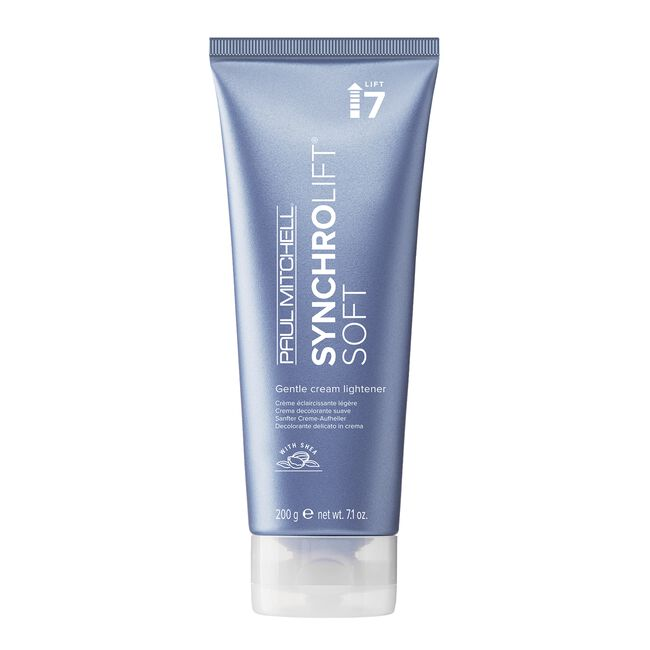 LIFT
7
PAUL MITCHELL
SYNCHROLIFT®
SOFT
Gentle cream lightener
Crème éclaircissante légère
Crema decolorante suave
Sanfter Creme-Aufheller
Decolorante delicato in crema
WITH SHEA
200 g ℮ net wt. 7.1 oz.